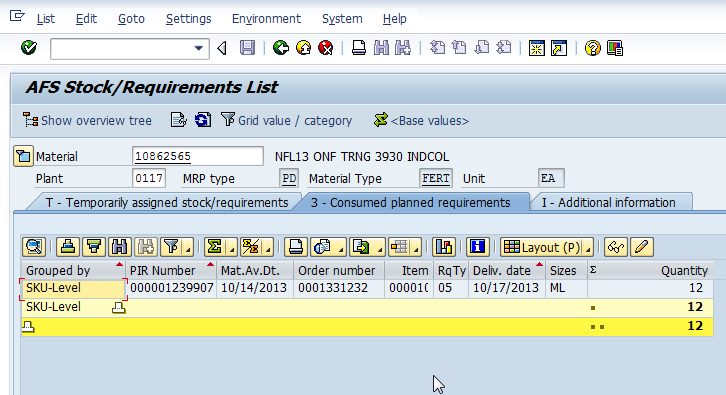 List Edit Goto Settings Environment System Help
AFS Stock/Requirements List
Show overview tree Grid value / category <Base values>
Material 10862565 NFL13 ONF TRNG 3930 INDCOL
Plant 0117 MRP type PD Material Type FERT Unit EA
T - Temporarily assigned stock/requirements 3 - Consumed planned requirements I - Additional information
Layout (P)
Grouped by PIR Number Mat.Av.Dt. Order number Item RqTy Deliv. date Sizes Σ Quantity
SKU-Level 000001239907 10/14/2013 0001331232 000010 05 10/17/2013 ML 12
SKU-Level 12
12